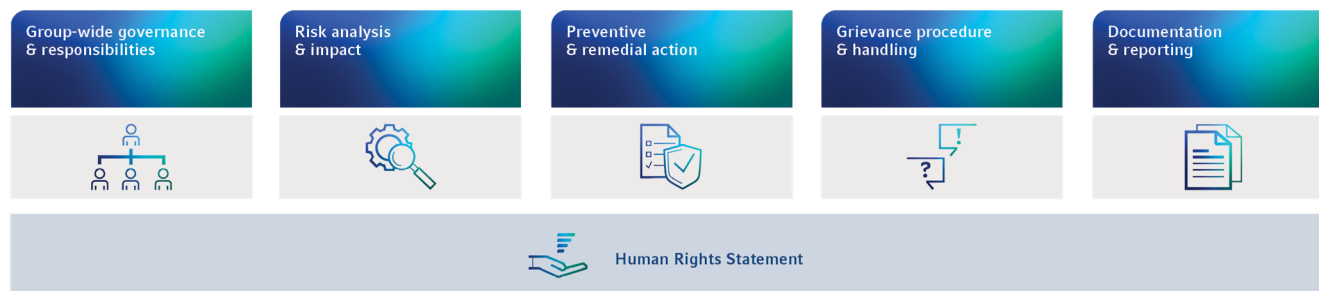 Group-wide governance
& responsibilities
Risk analysis
& impact
Preventive
& remedial action
Grievance procedure
& handling
Documentation
& reporting
!
?
Human Rights Statement